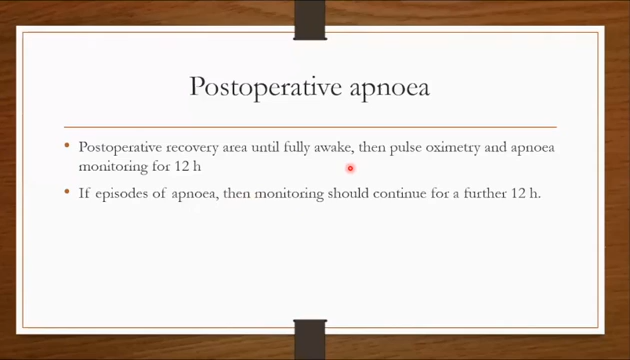 Postoperative apnoea
• Postoperative recovery area until fully awake, then pulse oximetry and apnoea
monitoring for 12 h
• If episodes of apnoea, then monitoring should continue for a further 12 h.